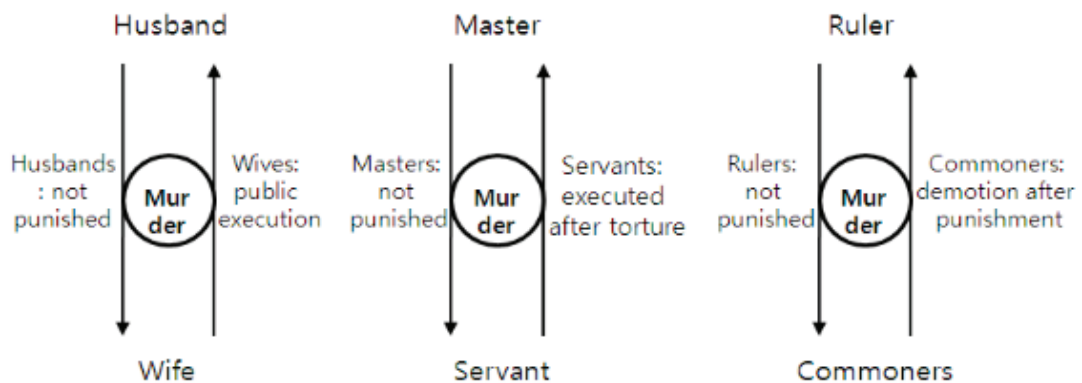 Husband
Master
Ruler
Husbands
: not
punished
Mur
der
Wives:
public
execution
Masters:
not
punished
Mur
der
Servants:
executed
after torture
Rulers:
not
punished
Mur
der
Commoners:
demotion after
punishment
Wife
Servant
Commoners